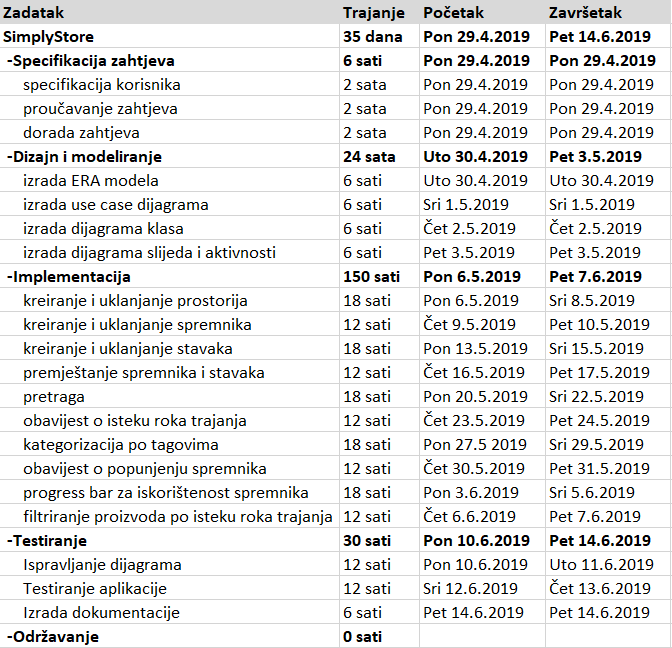 Zadatak Trajanje Početak Završetak
SimplyStore 35 dana Pon 29.4.2019 Pet 14.6.2019
-Specifikacija zahtjeva 6 sati Pon 29.4.2019 Pon 29.4.2019
specifikacija korisnika 2 sata Pon 29.4.2019 Pon 29.4.2019
proučavanje zahtjeva 2 sata Pon 29.4.2019 Pon 29.4.2019
dorada zahtjeva 2 sata Pon 29.4.2019 Pon 29.4.2019
-Dizajn i modeliranje 24 sata Uto 30.4.2019 Pet 3.5.2019
izrada ERA modela 6 sati Uto 30.4.2019 Uto 30.4.2019
izrada use case dijagrama 6 sati Sri 1.5.2019 Sri 1.5.2019
izrada dijagrama klasa 6 sati Čet 2.5.2019 Čet 2.5.2019
izrada dijagrama slijeda i aktivnosti 6 sati Pet 3.5.2019 Pet 3.5.2019
-Implementacija 150 sati Pon 6.5.2019 Pet 7.6.2019
kreiranje i uklanjanje prostorija 18 sati Pon 6.5.2019 Sri 8.5.2019
kreiranje i uklanjanje spremnika 12 sati Čet 9.5.2019 Pet 10.5.2019
kreiranje i uklanjanje stavaka 18 sati Pon 13.5.2019 Sri 15.5.2019
premještanje spremnika i stavaka 12 sati Čet 16.5.2019 Pet 17.5.2019
pretraga 18 sati Pon 20.5.2019 Sri 22.5.2019
obavijest o isteku roka trajanja 12 sati Čet 23.5.2019 Pet 24.5.2019
kategorizacija po tagovima 18 sati Pon 27.5 2019 Sri 29.5.2019
obavijest o popunjenju spremnika 12 sati Čet 30.5.2019 Pet 31.5.2019
progress bar za iskorištenost spremnika 18 sati Pon 3.6.2019 Sri 5.6.2019
filtriranje proizvoda po isteku roka trajanja 12 sati Čet 6.6.2019 Pet 7.6.2019
-Testiranje 30 sati Pon 10.6.2019 Pet 14.6.2019
Ispravljanje dijagrama 12 sati Pon 10.6.2019 Uto 11.6.2019
Testiranje aplikacije 12 sati Sri 12.6.2019 Čet 13.6.2019
Izrada dokumentacije 6 sati Pet 14.6.2019 Pet 14.6.2019
-Održavanje 0 sati